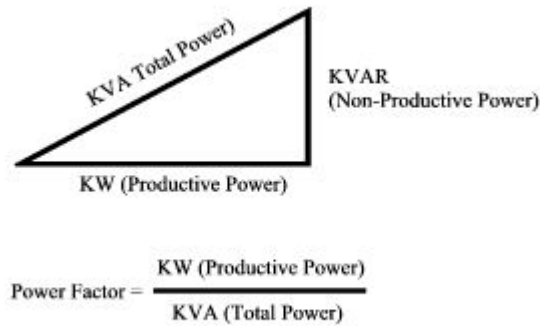 KVA Total Power)
KVAR
(Non-Productive Power)
KW (Productive Power)
KW (Productive Power)
Power Factor =
KVA (Total Power)